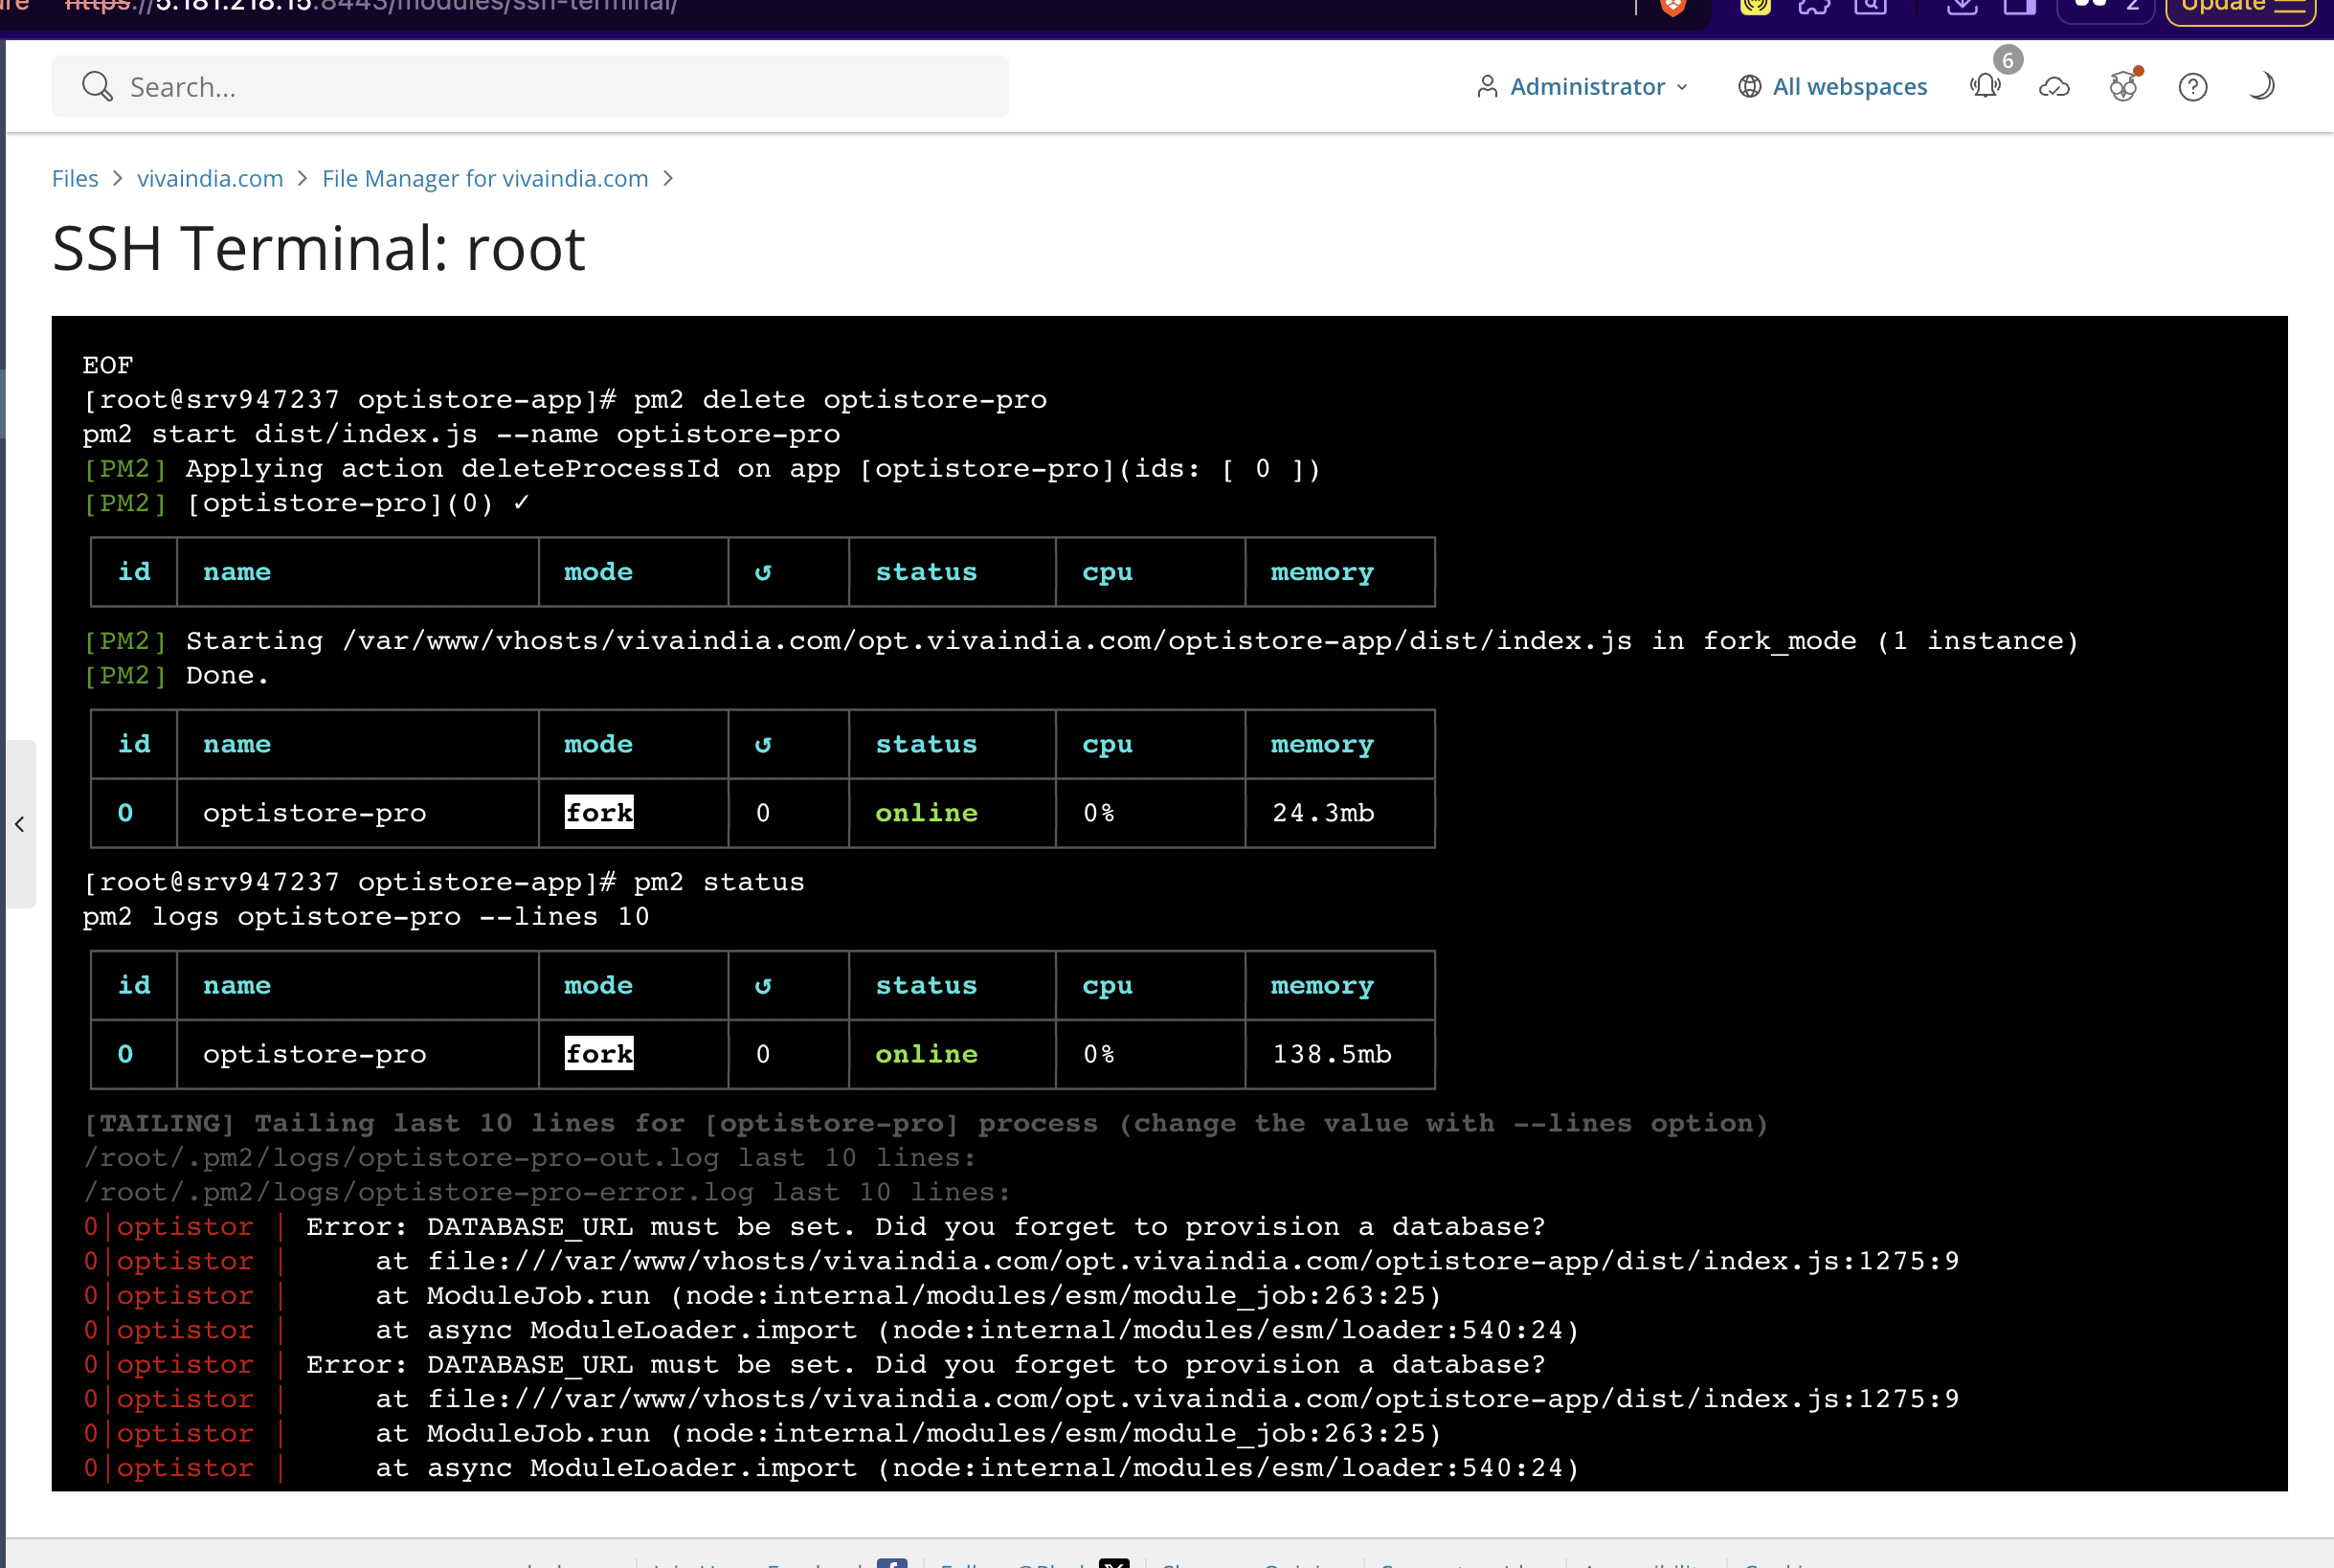 https://5.181.218.15:8443/modules/ssh-terminal/
2
Update
Search...
Administrator
All webspaces
6
Files > vivaindia.com > File Manager for vivaindia.com >
SSH Terminal: root
EOF
[root@srv947237 optistore-app]# pm2 delete optistore-pro
pm2 start dist/index.js --name optistore-pro
[PM2] Applying action deleteProcessId on app [optistore-pro](ids: [ 0 ])
[PM2] [optistore-pro](0) ✓
id name mode ↺ status cpu memory
[PM2] Starting /var/www/vhosts/vivaindia.com/opt.vivaindia.com/optistore-app/dist/index.js in fork_mode (1 instance)
[PM2] Done.
id name mode ↺ status cpu memory
0 optistore-pro fork 0 online 0% 24.3mb
[root@srv947237 optistore-app]# pm2 status
pm2 logs optistore-pro --lines 10
id name mode ↺ status cpu memory
0 optistore-pro fork 0 online 0% 138.5mb
[TAILING] Tailing last 10 lines for [optistore-pro] process (change the value with --lines option)
/root/.pm2/logs/optistore-pro-out.log last 10 lines:
/root/.pm2/logs/optistore-pro-error.log last 10 lines:
0|optistor | Error: DATABASE_URL must be set. Did you forget to provision a database?
0|optistor |     at file:///var/www/vhosts/vivaindia.com/opt.vivaindia.com/optistore-app/dist/index.js:1275:9
0|optistor |     at ModuleJob.run (node:internal/modules/esm/module_job:263:25)
0|optistor |     at async ModuleLoader.import (node:internal/modules/esm/loader:540:24)
0|optistor | Error: DATABASE_URL must be set. Did you forget to provision a database?
0|optistor |     at file:///var/www/vhosts/vivaindia.com/opt.vivaindia.com/optistore-app/dist/index.js:1275:9
0|optistor |     at ModuleJob.run (node:internal/modules/esm/module_job:263:25)
0|optistor |     at async ModuleLoader.import (node:internal/modules/esm/loader:540:24)